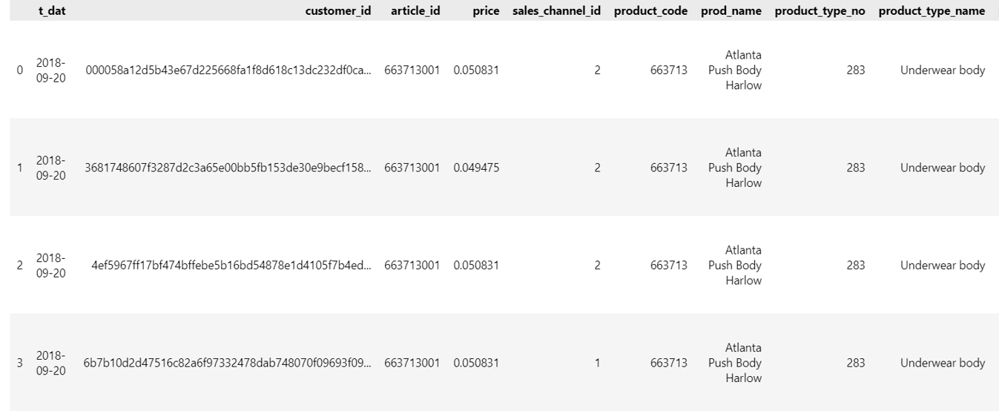 t_dat customer_id article_id price sales_channel_id product_code prod_name product_type_no product_type_name
0 2018-09-20 000058a12d5b43e67d225668fa1f8d618c13dc232df0ca... 663713001 0.050831 2 663713 Atlanta Push Body Harlow 283 Underwear body
1 2018-09-20 3681748607f3287d2c3a65e00bb5fb153de30e9becf158... 663713001 0.049475 2 663713 Atlanta Push Body Harlow 283 Underwear body
2 2018-09-20 4ef5967ff17bf474bffebe5b16bd54878e1d4105f7b4ed... 663713001 0.050831 2 663713 Atlanta Push Body Harlow 283 Underwear body
3 2018-09-20 6b7b10d2d47516c82a6f97332478dab748070f09693f09... 663713001 0.050831 1 663713 Atlanta Push Body Harlow 283 Underwear body